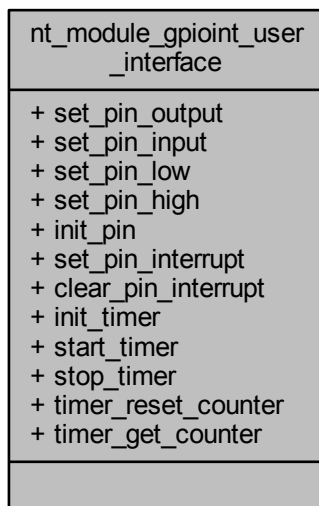 nt_module_gpioint_user
_interface
+ set_pin_output
+ set_pin_input
+ set_pin_low
+ set_pin_high
+ init_pin
+ set_pin_interrupt
+ clear_pin_interrupt
+ init_timer
+ start_timer
+ stop_timer
+ timer_reset_counter
+ timer_get_counter